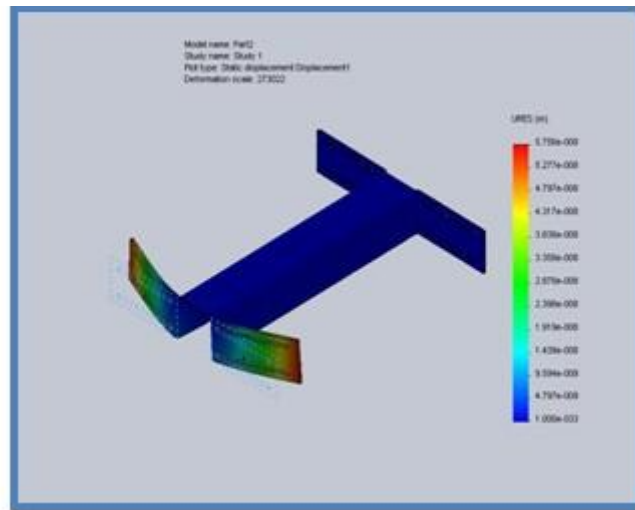 Model name: Part2
Study name: Study 1
Plot type: Static displacement Displacement1
Deformation scale: 273022
URES (m)
5.756e-008
5.277e-008
4.797e-008
4.317e-008
3.838e-008
3.358e-008
2.878e-008
2.398e-008
1.919e-008
1.439e-008
9.594e-009
4.797e-009
1.000e-033